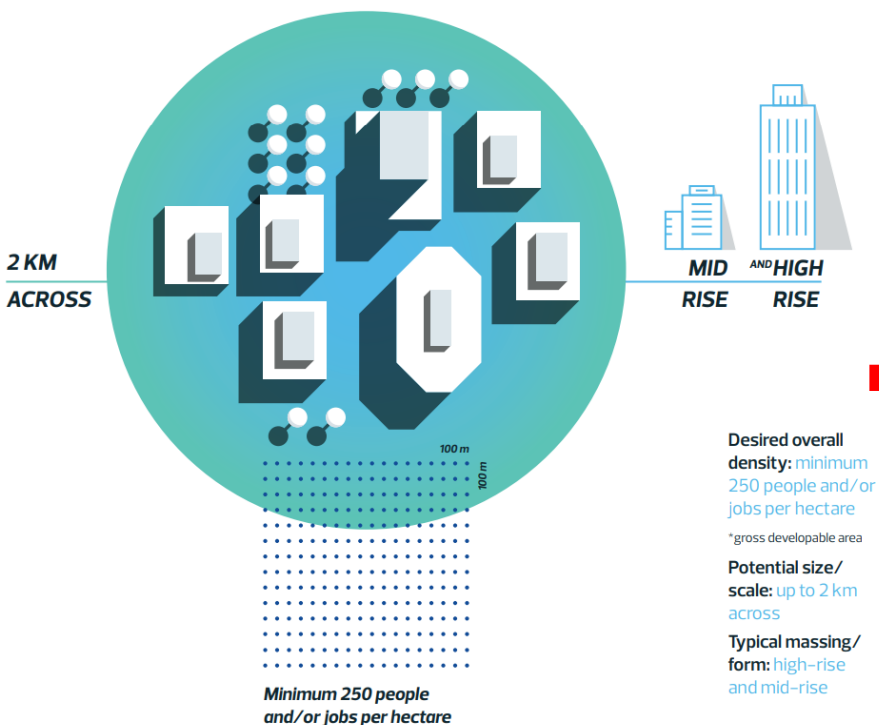 2 KM
ACROSS
MID AND HIGH
RISE RISE
100 m
100 m
Minimum 250 people
and/or jobs per hectare
Desired overall
density: minimum
250 people and/or
jobs per hectare
*gross developable area
Potential size/
scale: up to 2 km
across
Typical massing/
form: high-rise
and mid-rise